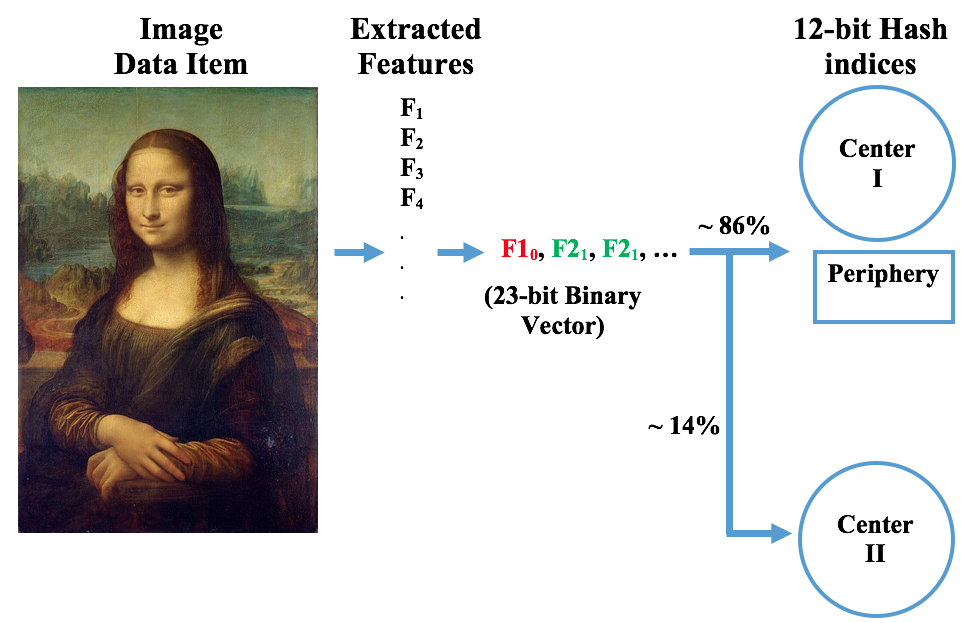 Image
Data Item
Extracted
Features
F₁
F₂
F₃
F₄
.
.
.
F1₀, F2₁, F2₁, ...
(23-bit Binary
Vector)
~ 86%
~ 14%
12-bit Hash
indices
Center
I
Periphery
Center
II